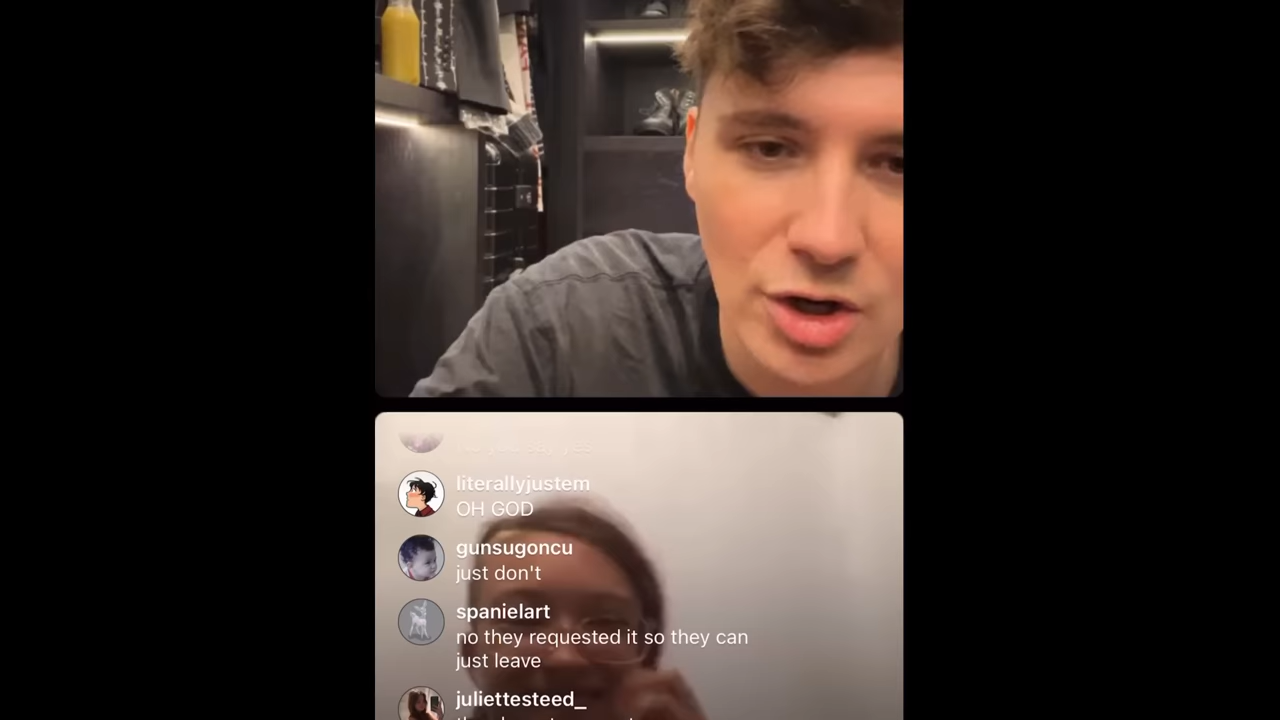 literallyjustem
OH GOD
gunsugoncu
just don't
spanielart
no they requested it so they can
just leave
juliettesteed_